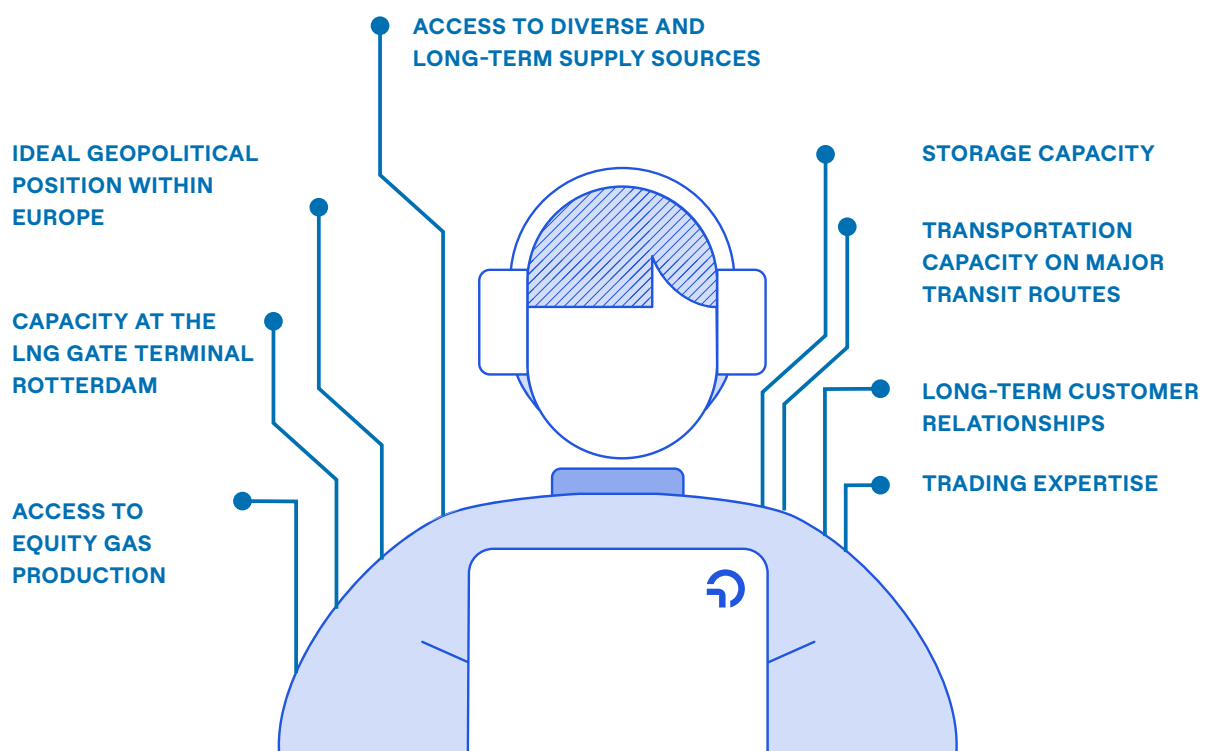 ACCESS TO DIVERSE AND
LONG-TERM SUPPLY SOURCES
IDEAL GEOPOLITICAL
POSITION WITHIN
EUROPE
CAPACITY AT THE
LNG GATE TERMINAL
ROTTERDAM
ACCESS TO
EQUITY GAS
PRODUCTION
STORAGE CAPACITY
TRANSPORTATION
CAPACITY ON MAJOR
TRANSIT ROUTES
LONG-TERM CUSTOMER
RELATIONSHIPS
TRADING EXPERTISE